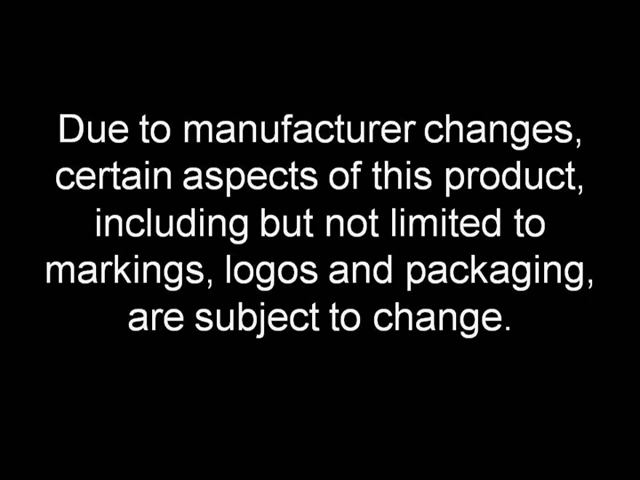 Due to manufacturer changes,
certain aspects of this product,
including but not limited to
markings, logos and packaging,
are subject to change.